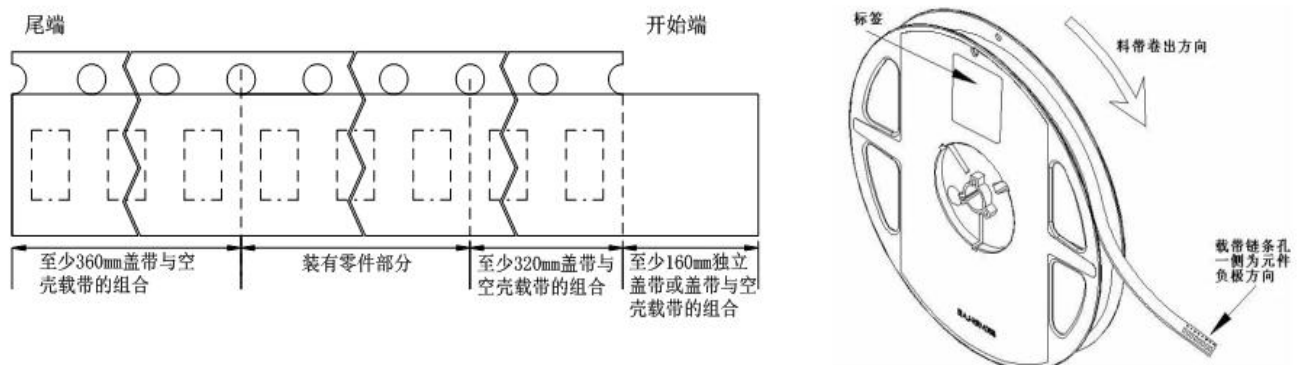 尾端
开始端
至少360mm盖带与空
壳载带的组合
装有零件部分
至少320mm盖带与
空壳载带的组合
至少160mm独立
盖带或盖带与空
壳载带的组合
标签
料带卷出方向
载带链条孔
一侧为元件
负极方向